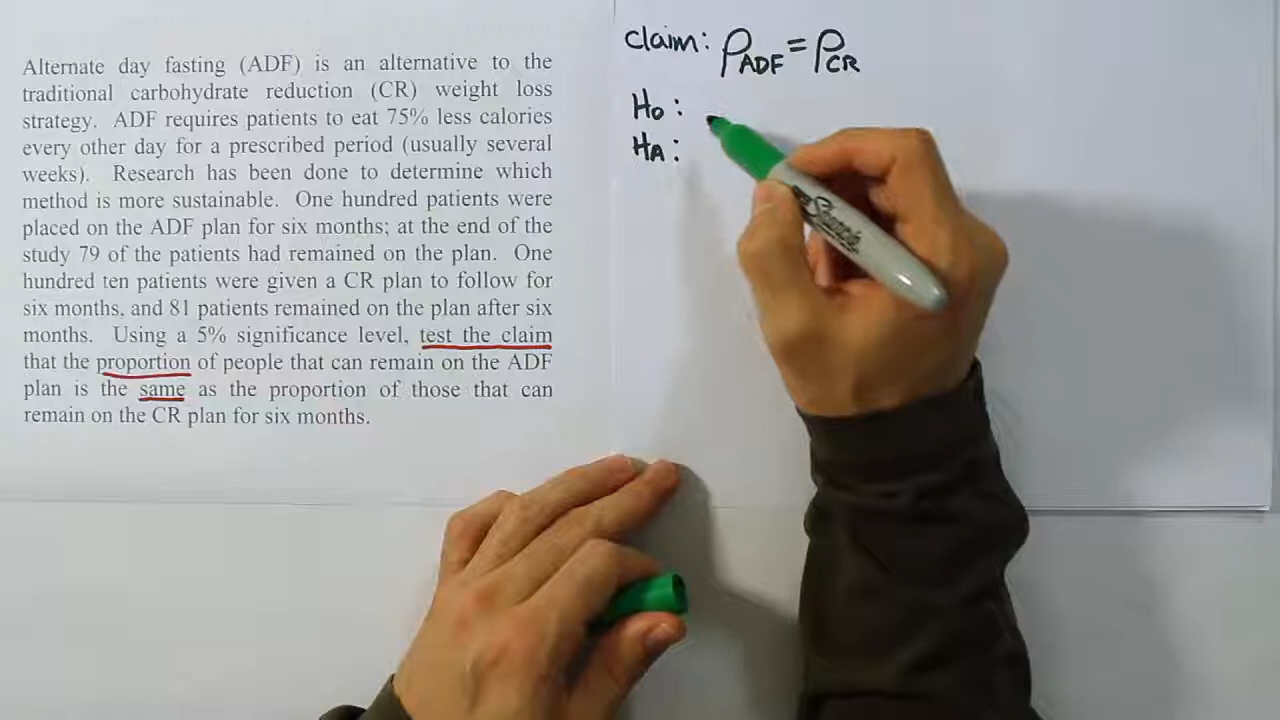 Alternate day fasting (ADF) is an alternative to the
traditional carbohydrate reduction (CR) weight loss
strategy. ADF requires patients to eat 75% less calories
every other day for a prescribed period (usually several
weeks). Research has been done to determine which
method is more sustainable. One hundred patients were
placed on the ADF plan for six months; at the end of the
study 79 of the patients had remained on the plan. One
hundred ten patients were given a CR plan to follow for
six months, and 81 patients remained on the plan after six
months. Using a 5% significance level, test the claim
that the proportion of people that can remain on the ADF
plan is the same as the proportion of those that can
remain on the CR plan for six months.
claim: ρADF = ρCR
Ho:
HA:
Sharpie